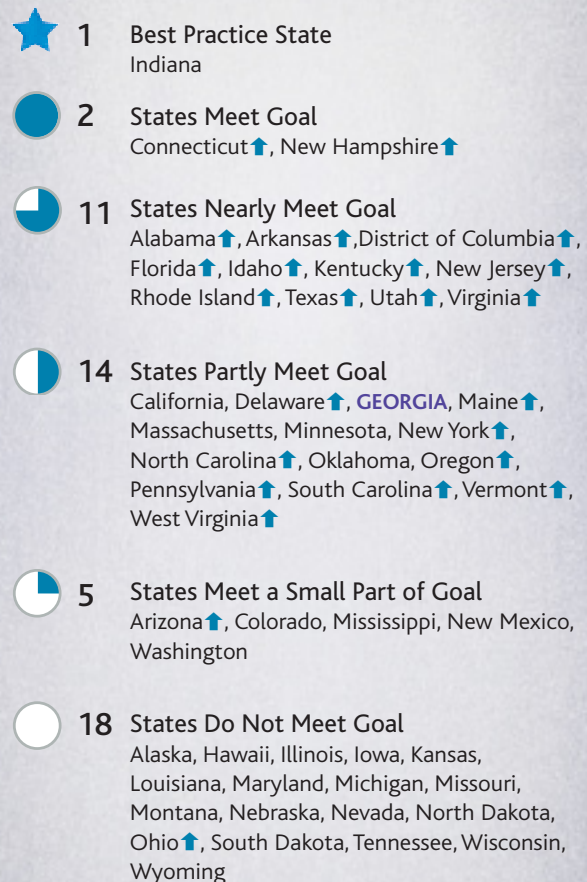 1 Best Practice State
Indiana
2 States Meet Goal
Connecticut⬆, New Hampshire⬆
11 States Nearly Meet Goal
Alabama⬆, Arkansas⬆,District of Columbia⬆,
Florida⬆, Idaho⬆, Kentucky⬆, New Jersey⬆,
Rhode Island⬆, Texas⬆, Utah⬆, Virginia⬆
14 States Partly Meet Goal
California, Delaware⬆, GEORGIA, Maine⬆,
Massachusetts, Minnesota, New York⬆,
North Carolina⬆, Oklahoma, Oregon⬆,
Pennsylvania⬆, South Carolina⬆, Vermont⬆,
West Virginia⬆
5 States Meet a Small Part of Goal
Arizona⬆, Colorado, Mississippi, New Mexico,
Washington
18 States Do Not Meet Goal
Alaska, Hawaii, Illinois, Iowa, Kansas,
Louisiana, Maryland, Michigan, Missouri,
Montana, Nebraska, Nevada, North Dakota,
Ohio⬆, South Dakota, Tennessee, Wisconsin,
Wyoming